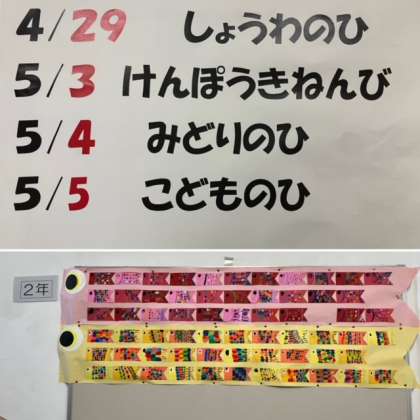 4/29 しょうわのひ
5/3 けんぽうきねんび
5/4 みどりのひ
5/5 こどものひ
2年